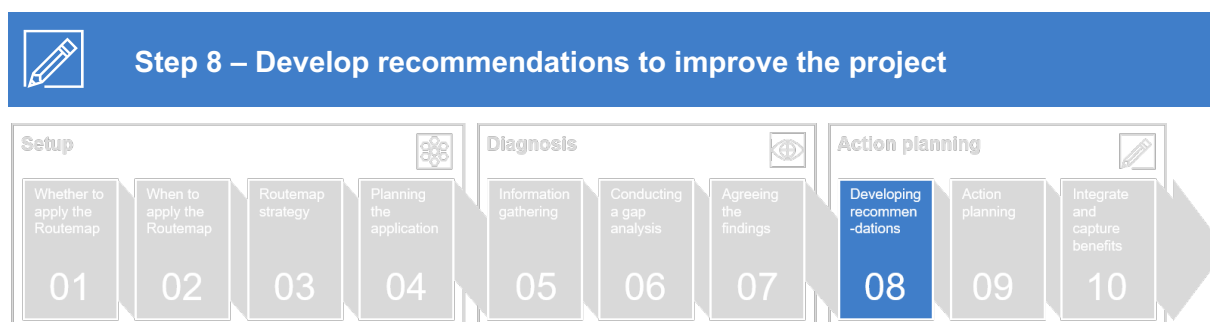 Step 8 – Develop recommendations to improve the project
Setup
Diagnosis
Action planning
Whether to
apply the
Routemap
01
When to
apply the
Routemap
02
Routemap
strategy
03
Planning
the
application
04
Information
gathering
05
Conducting
a gap
analysis
06
Agreeing
the
findings
07
Developing
recommen
-dations
08
Action
planning
09
Integrate
and
capture
benefits
10